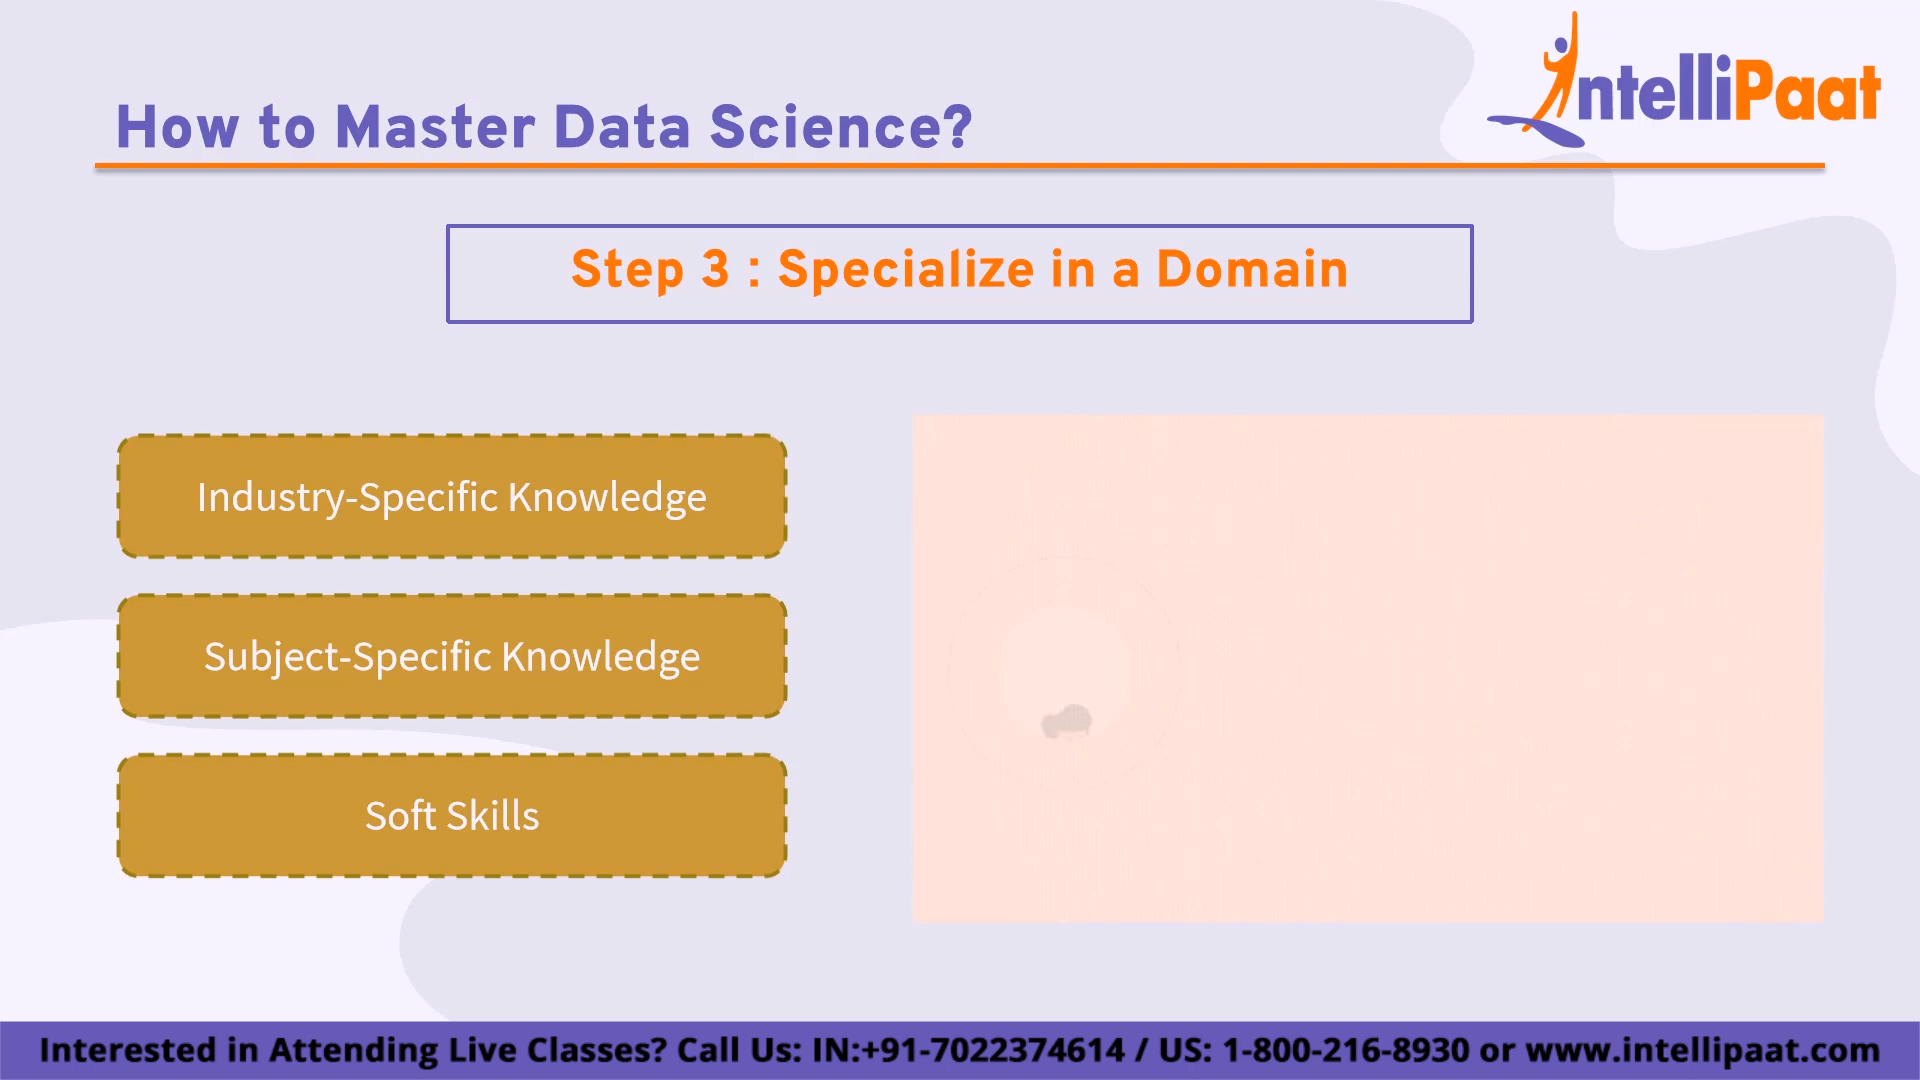 IntelliPaat
How to Master Data Science?
Step 3 : Specialize in a Domain
Industry-Specific Knowledge
Subject-Specific Knowledge
Soft Skills
Interested in Attending Live Classes? Call Us: IN:+91-7022374614 / US: 1-800-216-8930 or www.intellipaat.com